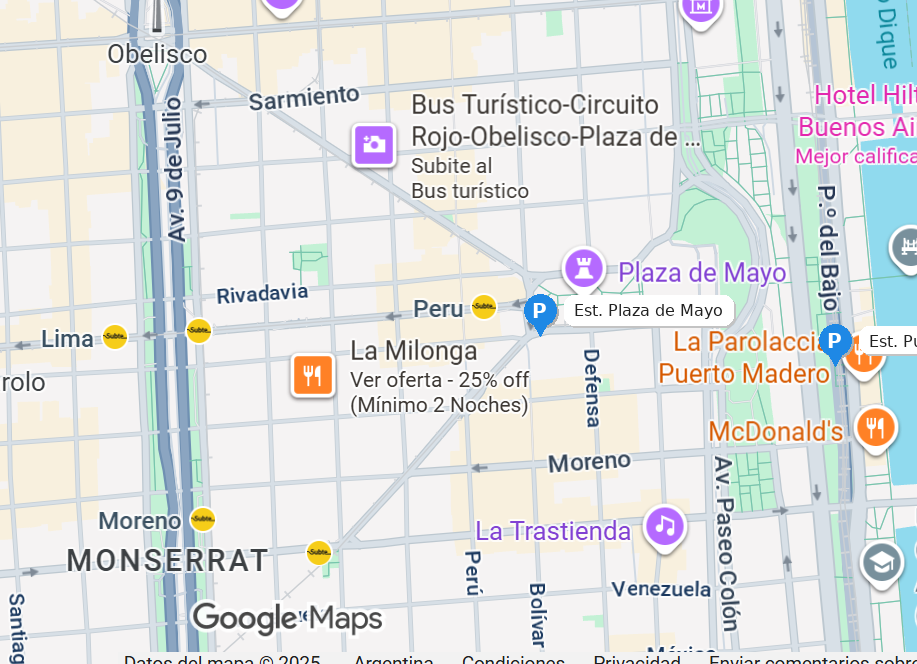 Obelisco
Dique
Sarmiento
Av. 9 de Julio
Bus Turístico-Circuito
Rojo-Obelisco-Plaza de ...
Subite al
Bus turístico
Hotel Hilt
Buenos Ai
Mejor califica
P.º del Bajo
Plaza de Mayo
Rivadavia
Peru
Subte
P
Est. Plaza de Mayo
Lima
Subte
Subte
La Milonga
Ver oferta - 25% off
(Mínimo 2 Noches)
rolo
Defensa
La Parolaccia
Puerto Madero
P
Est. Pu
McDonald's
Moreno
Av. Paseo Colón
Moreno
Subte
MONSERRAT
Subte
La Trastienda
Perú
Bolívar
Venezuela
Santiag
Google Maps
México
Datos del mapa © 2025
Argentina
Condiciones
Privacidad
Enviar comentarios sobre